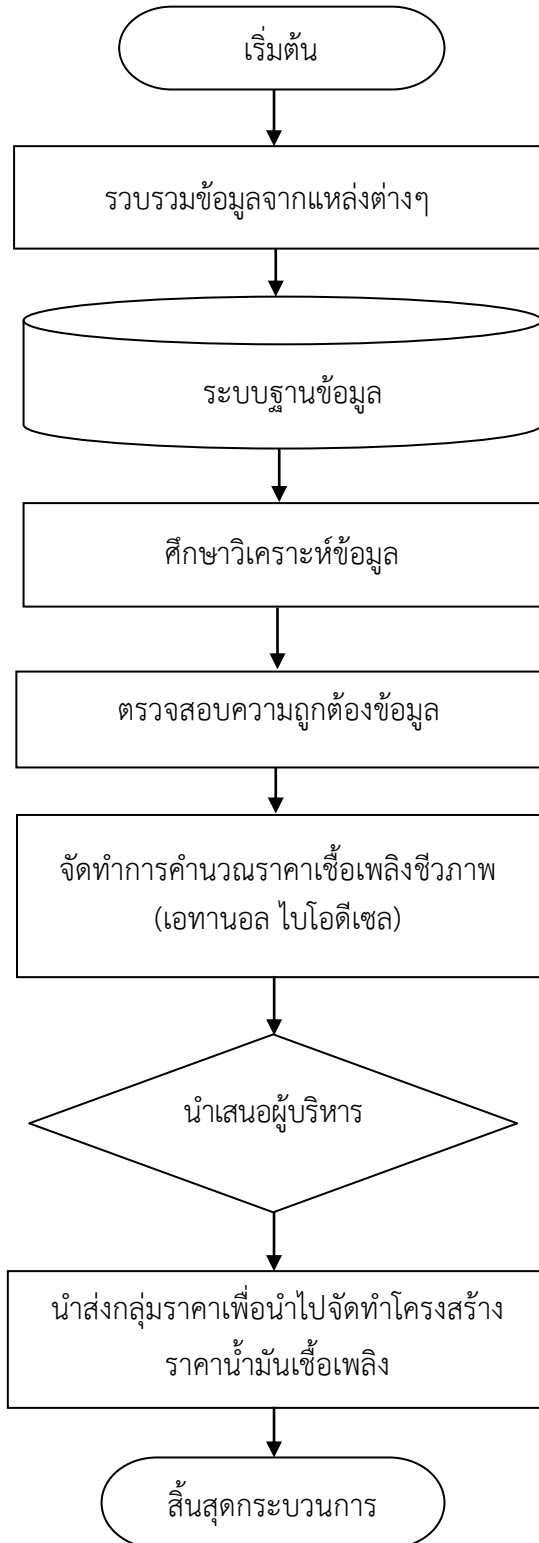 เริ่มต้น
รวบรวมข้อมูลจากแหล่งต่างๆ
ระบบฐานข้อมูล
ศึกษาวิเคราะห์ข้อมูล
ตรวจสอบความถูกต้องข้อมูล
จัดทำการคำนวณราคาเชื้อเพลิงชีวภาพ
(เอทานอล ไบโอดีเซล)
นำเสนอผู้บริหาร
นำส่งกลุ่มราคาเพื่อนำไปจัดทำโครงสร้าง
ราคาน้ำมันเชื้อเพลิง
สิ้นสุดกระบวนการ